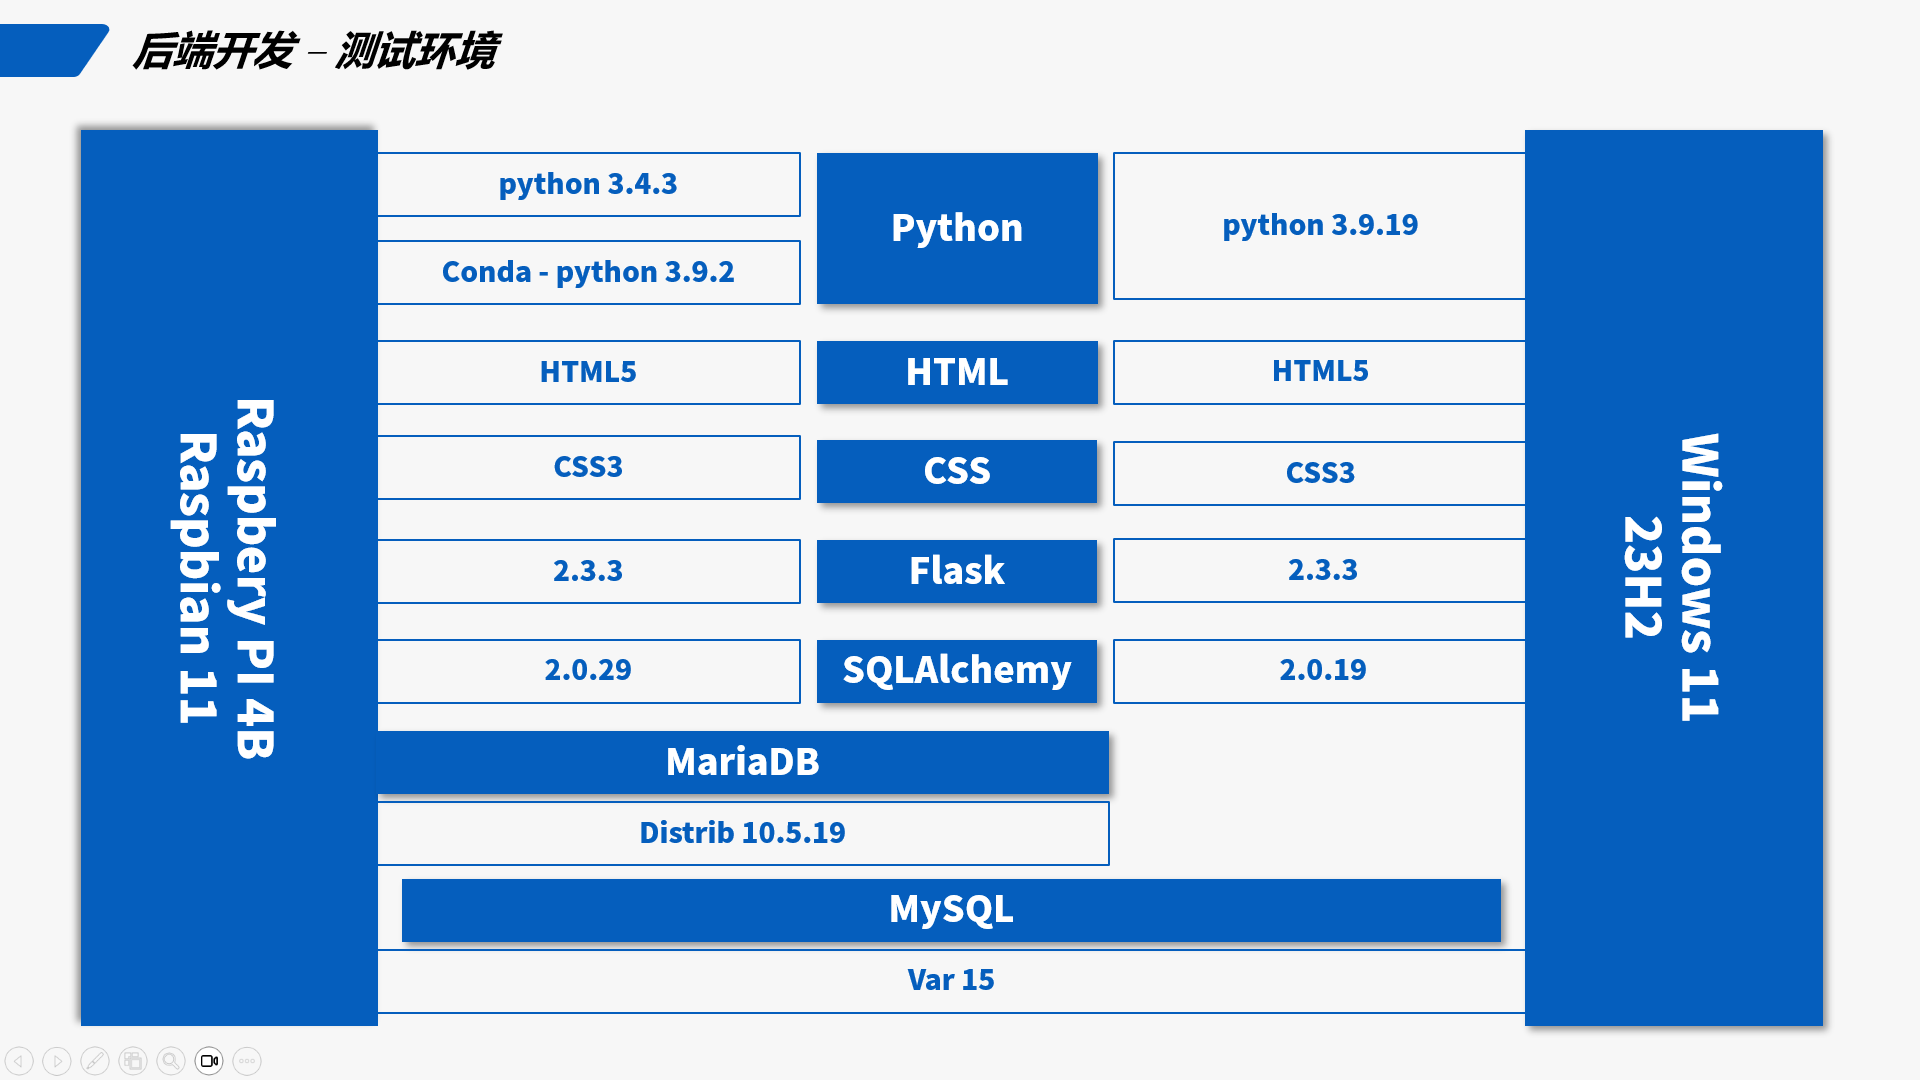 后端开发 – 测试环境
Raspbery PI 4B
Raspbian 11
python 3.4.3
Conda - python 3.9.2
Python
python 3.9.19
HTML5
HTML
HTML5
CSS3
CSS
CSS3
2.3.3
Flask
2.3.3
2.0.29
SQLAlchemy
2.0.19
MariaDB
Distrib 10.5.19
MySQL
Var 15
Windows 11
23H2